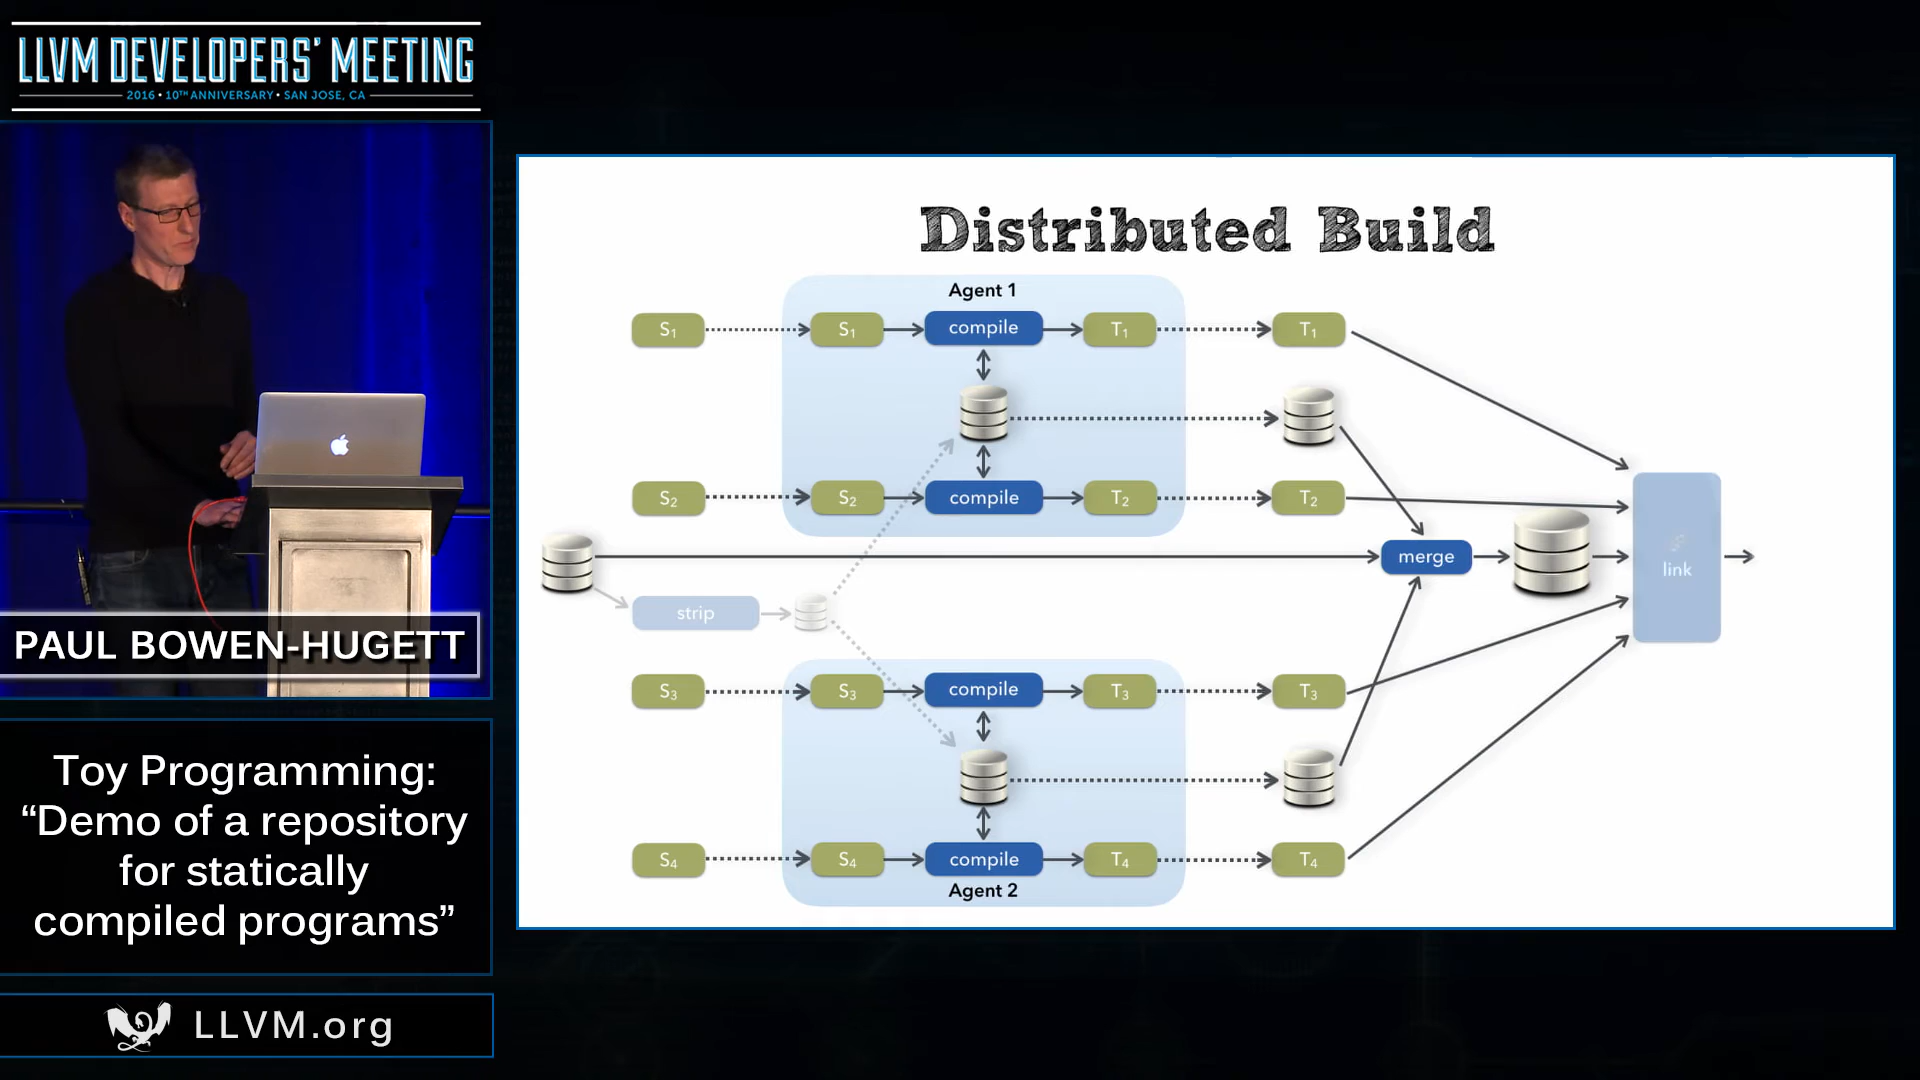 LLVM DEVELOPERS' MEETING
2016 • 10TH ANNIVERSARY • SAN JOSE, CA
PAUL BOWEN-HUGETT
Toy Programming:
“Demo of a repository
for statically
compiled programs”
LLVM.org
Distributed Build
Agent 1
S1 S1 compile T1 T1
S2 S2 compile T2 T2
merge
link
strip
S3 S3 compile T3 T3
S4 S4 compile T4 T4
Agent 2